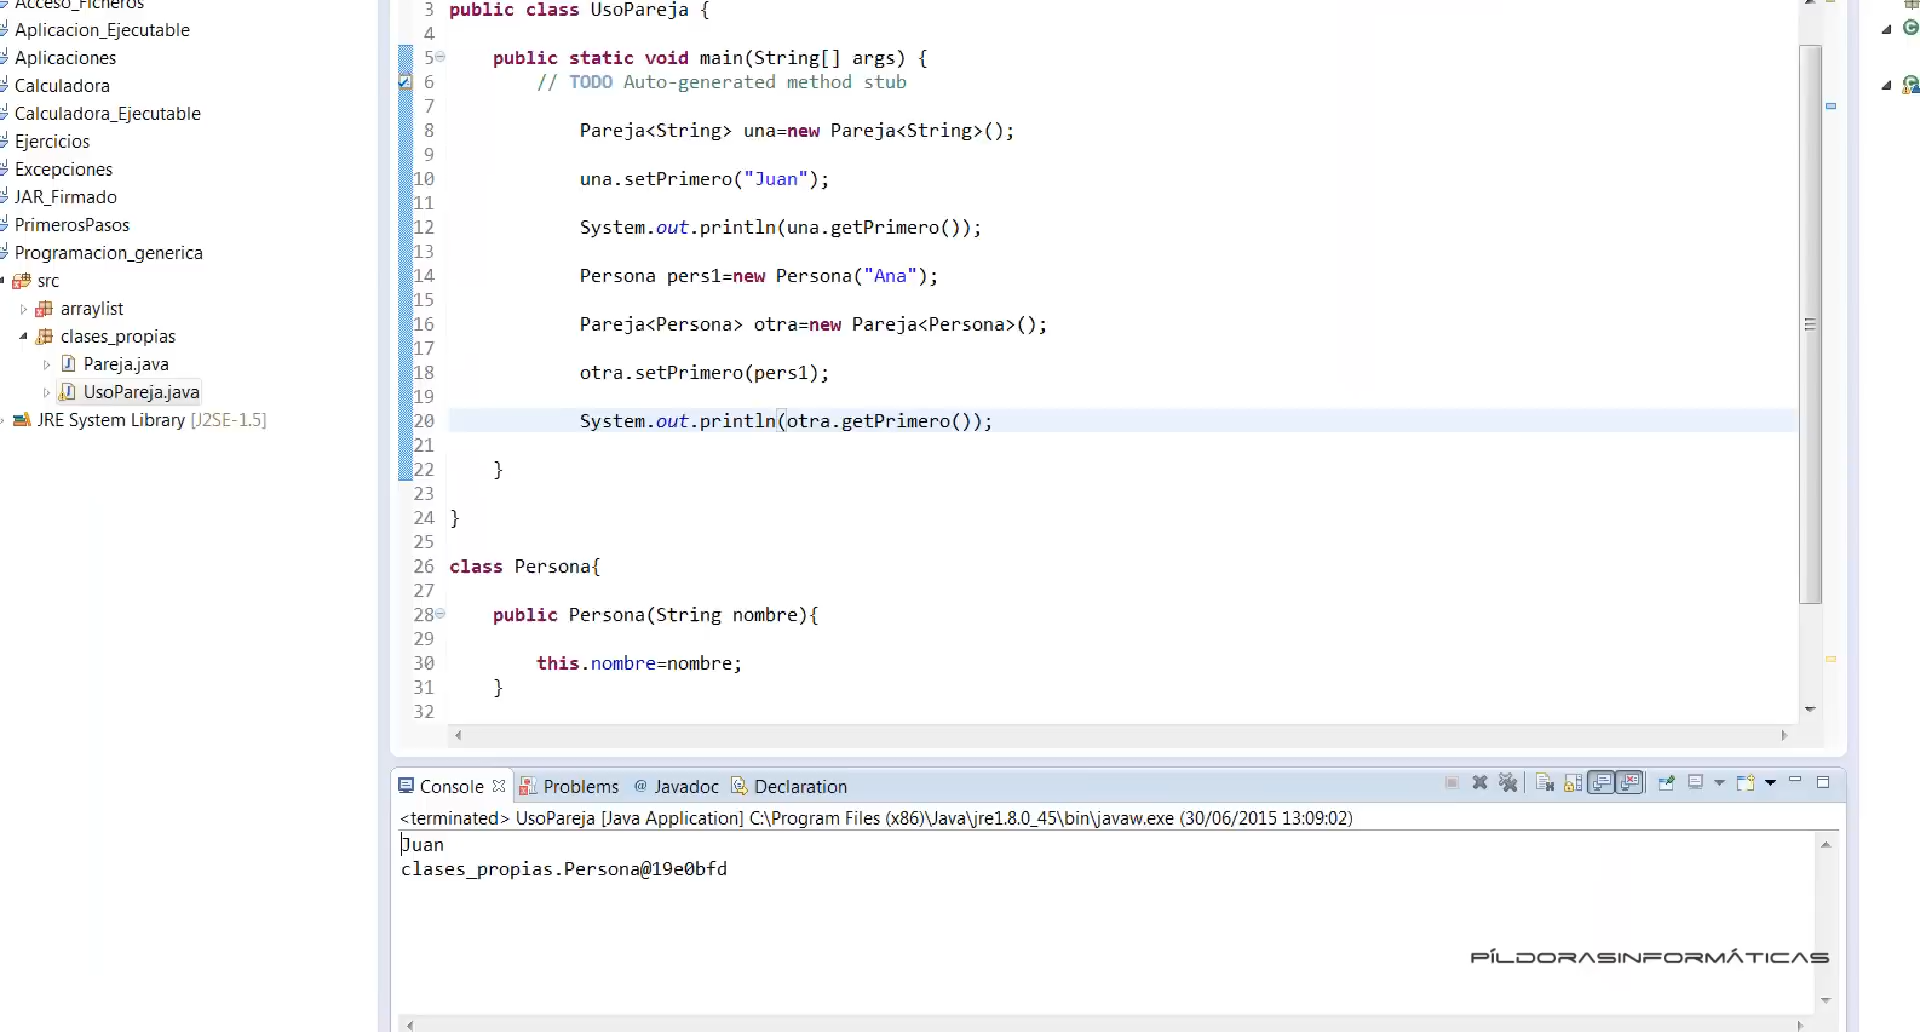 Acceso_Ficheros
Aplicacion_Ejecutable
Aplicaciones
Calculadora
Calculadora_Ejecutable
Ejercicios
Excepciones
JAR_Firmado
PrimerosPasos
Programacion_generica
src
arraylist
clases_propias
Pareja.java
UsoPareja.java
JRE System Library [J2SE-1.5]
3 public class UsoPareja {
4
5 public static void main(String[] args) {
6 // TODO Auto-generated method stub
7
8 Pareja<String> una=new Pareja<String>();
9
10 una.setPrimero("Juan");
11
12 System.out.println(una.getPrimero());
13
14 Persona pers1=new Persona("Ana");
15
16 Pareja<Persona> otra=new Pareja<Persona>();
17
18 otra.setPrimero(pers1);
19
20 System.out.println(otra.getPrimero());
21
22 }
23
24 }
25
26 class Persona{
27
28 public Persona(String nombre){
29
30 this.nombre=nombre;
31 }
32
Console Problems @ Javadoc Declaration
<terminated> UsoPareja [Java Application] C:\Program Files (x86)\Java\jre1.8.0_45\bin\javaw.exe (30/06/2015 13:09:02)
Juan
clases_propias.Persona@19e0bfd
PÍLDORASINFORMÁTICAS